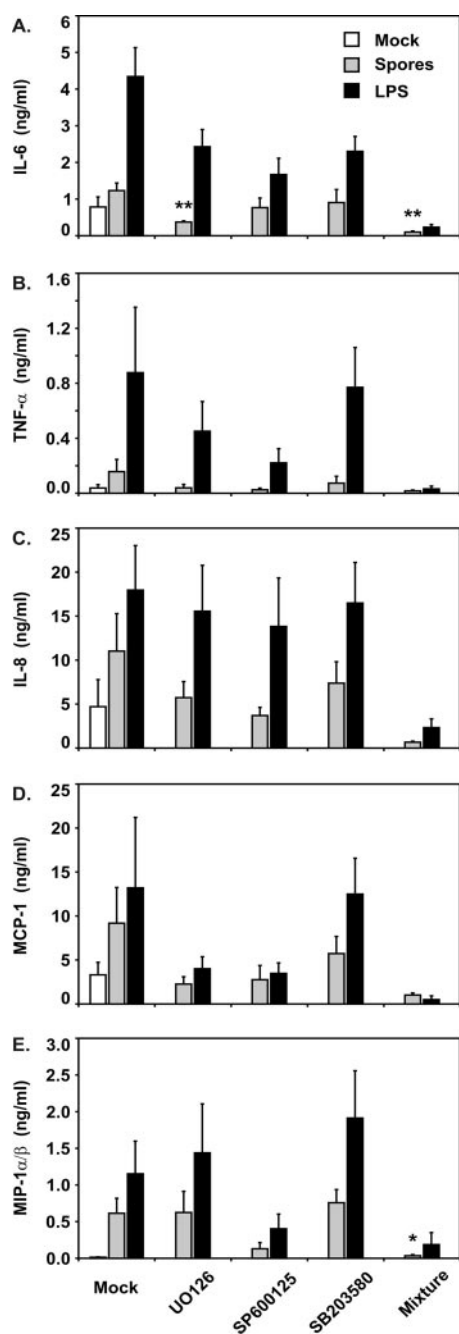 A.
IL-6 (ng/ml)
6
5
4
3
2
1
0
Mock
Spores
LPS
**
**
B.
TNF-α (ng/ml)
1.6
1.2
0.8
0.4
0.0
C.
IL-8 (ng/ml)
25
20
15
10
5
0
D.
MCP-1 (ng/ml)
25
20
15
10
5
0
E.
MIP-1α/β (ng/ml)
3.0
2.5
2.0
1.5
1.0
0.5
0.0
*
Mock
UO126
SP600125
SB203580
Mixture